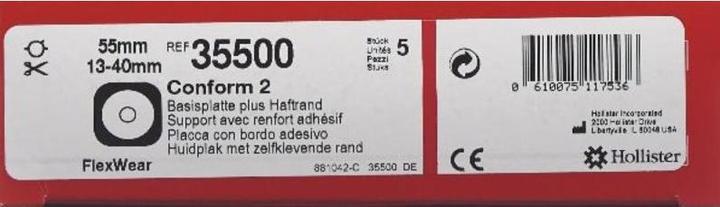 55mm
13-40mm
REF 35500
Stück
Unités
Pezzi
Stuks
5
Conform 2
Basisplatte plus Haftrand
Support avec renfort adhésif
Placca con bordo adesivo
Huidplak met zelfklevende rand
FlexWear
881042-C 35500 DE
0 610075 117536
Hollister Incorporated
2000 Hollister Drive
Libertyville, IL 60048 USA
CE
Hollister